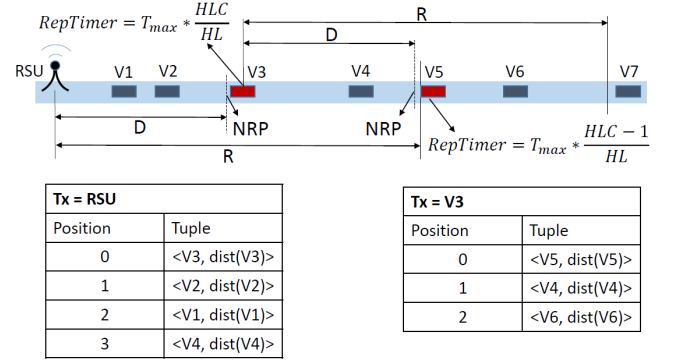 RepTimer = T_max * HLC/HL
R
D
RSU V1 V2 V3 V4 V5 V6 V7
D NRP NRP
R
RepTimer = T_max * HLC − 1/HL
Tx = RSU
Position Tuple
0 <V3, dist(V3)>
1 <V2, dist(V2)>
2 <V1, dist(V1)>
3 <V4, dist(V4)>
Tx = V3
Position Tuple
0 <V5, dist(V5)>
1 <V4, dist(V4)>
2 <V6, dist(V6)>